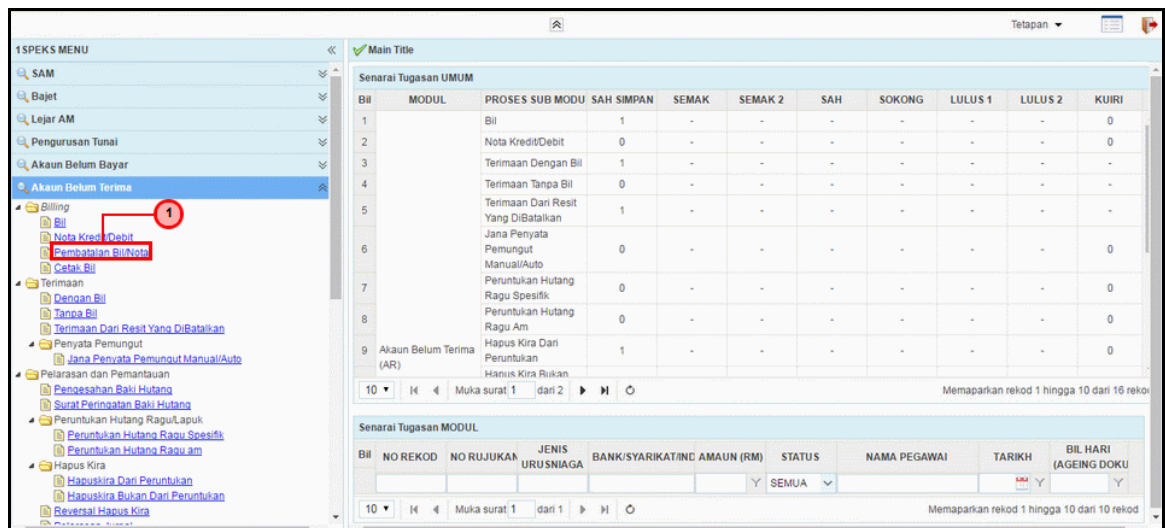 Tetapan
1SPEKS MENU
Main Title
SAM
Bajet
Lejar AM
Pengurusan Tunai
Akaun Belum Bayar
Akaun Belum Terima
Billing
Bil
Nota Kredit/Debit
Pembatalan Bil/Nota
Cetak Bil
1
Terimaan
Dengan Bil
Tanpa Bil
Terimaan Dari Resit Yang DiBatalkan
Penyata Pemungut
Jana Penyata Pemungut Manual/Auto
Pelarasan dan Pemantauan
Pengesahan Baki Hutang
Surat Peringatan Baki Hutang
Peruntukan Hutang Ragu/Lapuk
Peruntukan Hutang Ragu Spesifik
Peruntukan Hutang Ragu am
Hapus Kira
Hapuskira Dari Peruntukan
Hapuskira Bukan Dari Peruntukan
Reversal Hapus Kira
Pelarasan Jurnal
Senarai Tugasan UMUM
Bil MODUL PROSES SUB MODU SAH SIMPAN SEMAK SEMAK 2 SAH SOKONG LULUS 1 LULUS 2 KUIRI
1 Bil 1 - - - - - - 0
2 Nota Kredit/Debit 0 - - - - - - 0
3 Terimaan Dengan Bil 1 - - - - - - -
4 Terimaan Tanpa Bil 0 - - - - - - -
5 Terimaan Dari Resit
Yang DiBatalkan 1 - - - - - - -
6 Jana Penyata
Pemungut
Manual/Auto 0 - - - - - - 0
7 Peruntukan Hutang
Ragu Spesifik 0 - - - - - - 0
8 Peruntukan Hutang
Ragu Am 0 - - - - - - 0
9 Akaun Belum Terima
(AR) Hapus Kira Dari
Peruntukan 1 - - - - - - 0
Hapus Kira Bukan
10 Muka surat 1 dari 2 Memaparkan rekod 1 hingga 10 dari 16 rekod
Senarai Tugasan MODUL
Bil NO REKOD NO RUJUKAN JENIS
URUSNIAGA BANK/SYARIKAT/IND AMAUN (RM) STATUS NAMA PEGAWAI TARIKH BIL HARI
(AGEING DOKU
SEMUA
10 Muka surat 1 dari 1 Memaparkan rekod 1 hingga 10 dari 10 rekod